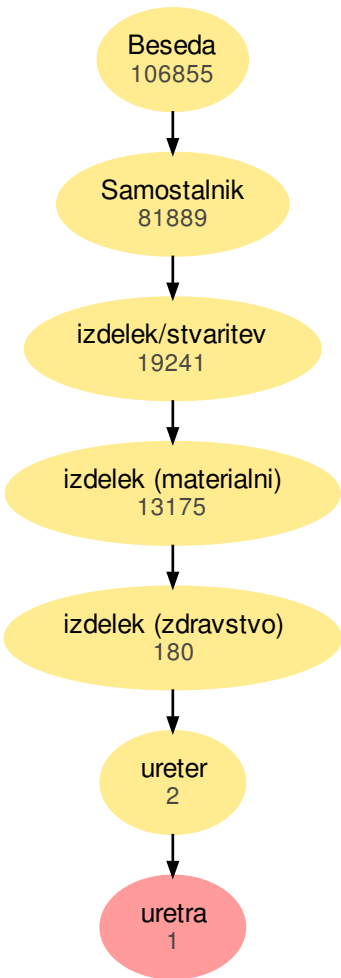 Beseda
106855
Samostalnik
81889
izdelek/stvaritev
19241
izdelek (materialni)
13175
izdelek (zdravstvo)
180
ureter
2
uretra
1